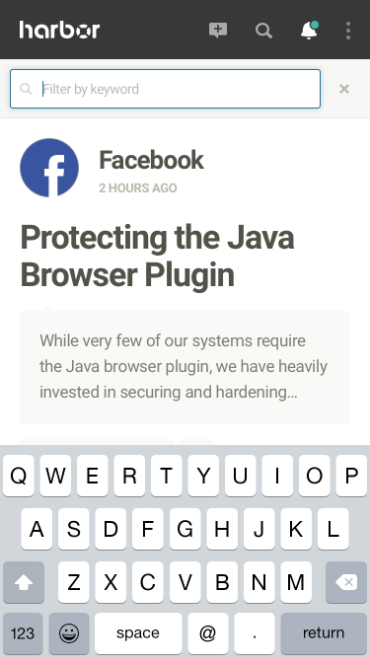 harbor
Filter by keyword
Facebook
2 HOURS AGO
Protecting the Java
Browser Plugin
While very few of our systems require
the Java browser plugin, we have heavily
invested in securing and hardening...
Q W E R T Y U I O P
A S D F G H J K L
Z X C V B N M
123 space @ . return